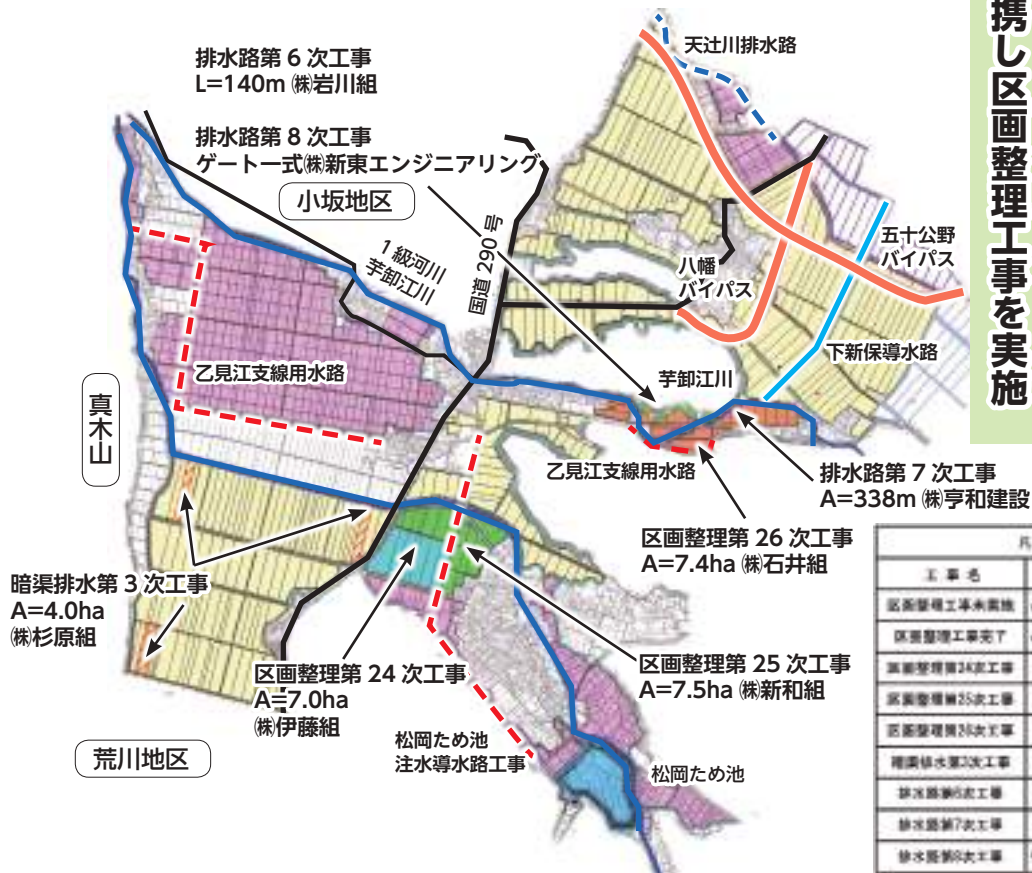 携し区画整理工事を実施
排水路第6次工事
L=140m ㈱岩川組
天辻川排水路
排水路第8次工事
ゲート一式㈱新東エンジニアリング
小坂地区
1級河川
芋卸江川
国道290号
八幡
バイパス
五十公野
バイパス
下新保導水路
芋卸江川
乙見江支線用水路
真木山
乙見江支線用水路
排水路第7次工事
A=338m ㈱亨和建設
区画整理第26次工事
A=7.4ha ㈱石井組
暗渠排水第3次工事
A=4.0ha
㈱杉原組
区画整理第24次工事
A=7.0ha
㈱伊藤組
区画整理第25次工事
A=7.5ha ㈱新和組
荒川地区
松岡ため池
注水導水路工事
松岡ため池
工事名
区画整理工事未実施
区画整理工事完了
区画整理第24次工事
区画整理第25次工事
区画整理第26次工事
暗渠排水第3次工事
排水路第6次工事
排水路第7次工事
排水路第8次工事